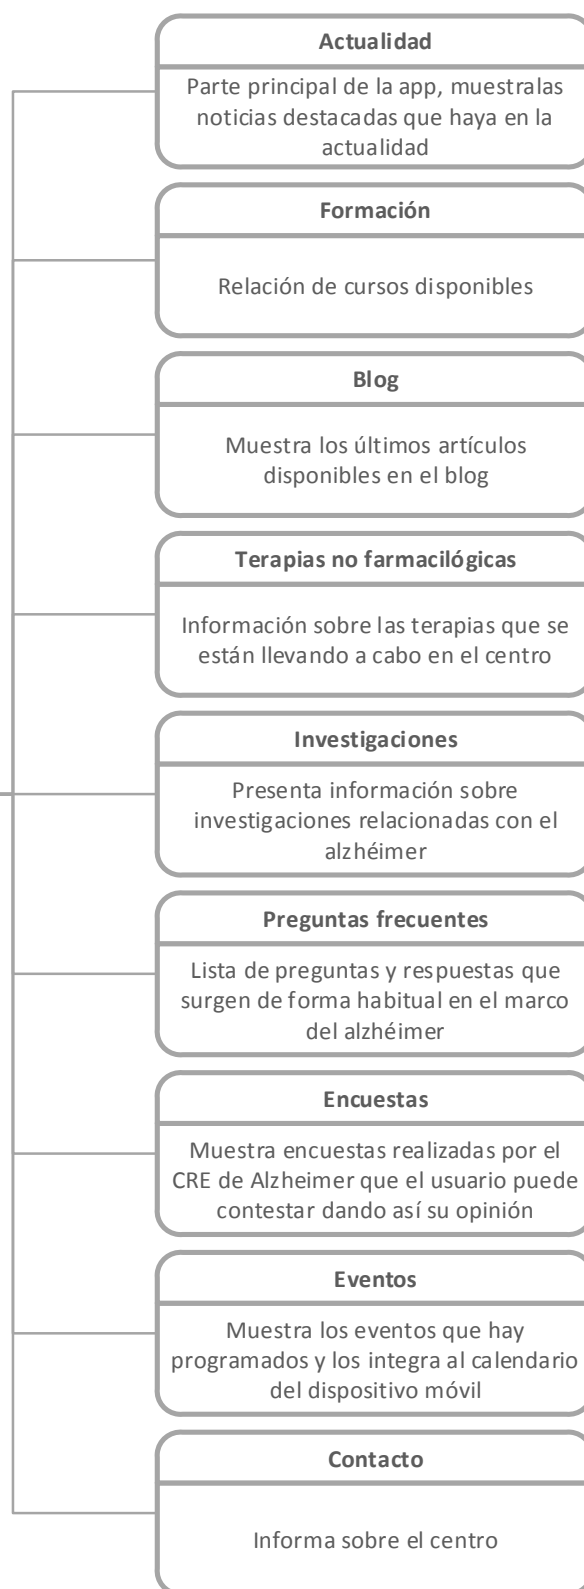 Actualidad
Parte principal de la app, muestralas
noticias destacadas que haya en la
actualidad
Formación
Relación de cursos disponibles
Blog
Muestra los últimos artículos
disponibles en el blog
Terapias no farmacilógicas
Información sobre las terapias que se
están llevando a cabo en el centro
Investigaciones
Presenta información sobre
investigaciones relacionadas con el
alzhéimer
Preguntas frecuentes
Lista de preguntas y respuestas que
surgen de forma habitual en el marco
del alzhéimer
Encuestas
Muestra encuestas realizadas por el
CRE de Alzheimer que el usuario puede
contestar dando así su opinión
Eventos
Muestra los eventos que hay
programados y los integra al calendario
del dispositivo móvil
Contacto
Informa sobre el centro